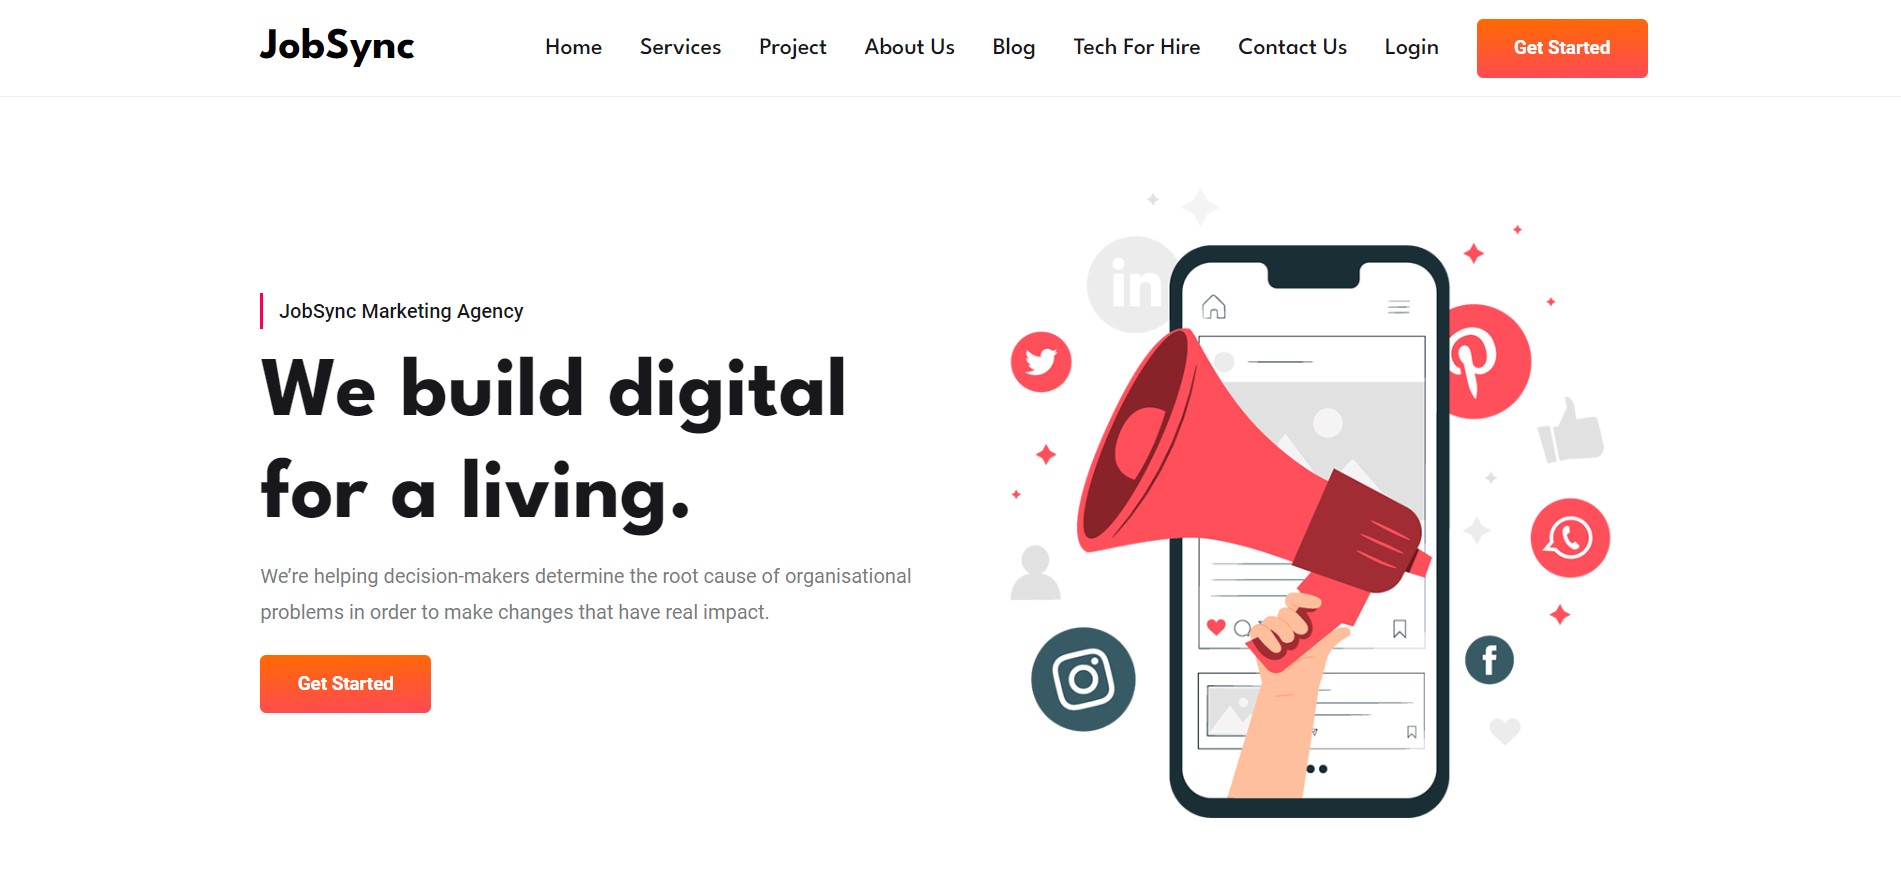 JobSync
Home Services Project About Us Blog Tech For Hire Contact Us Login Get Started
JobSync Marketing Agency
We build digital
for a living.
We’re helping decision-makers determine the root cause of organisational
problems in order to make changes that have real impact.
Get Started
in